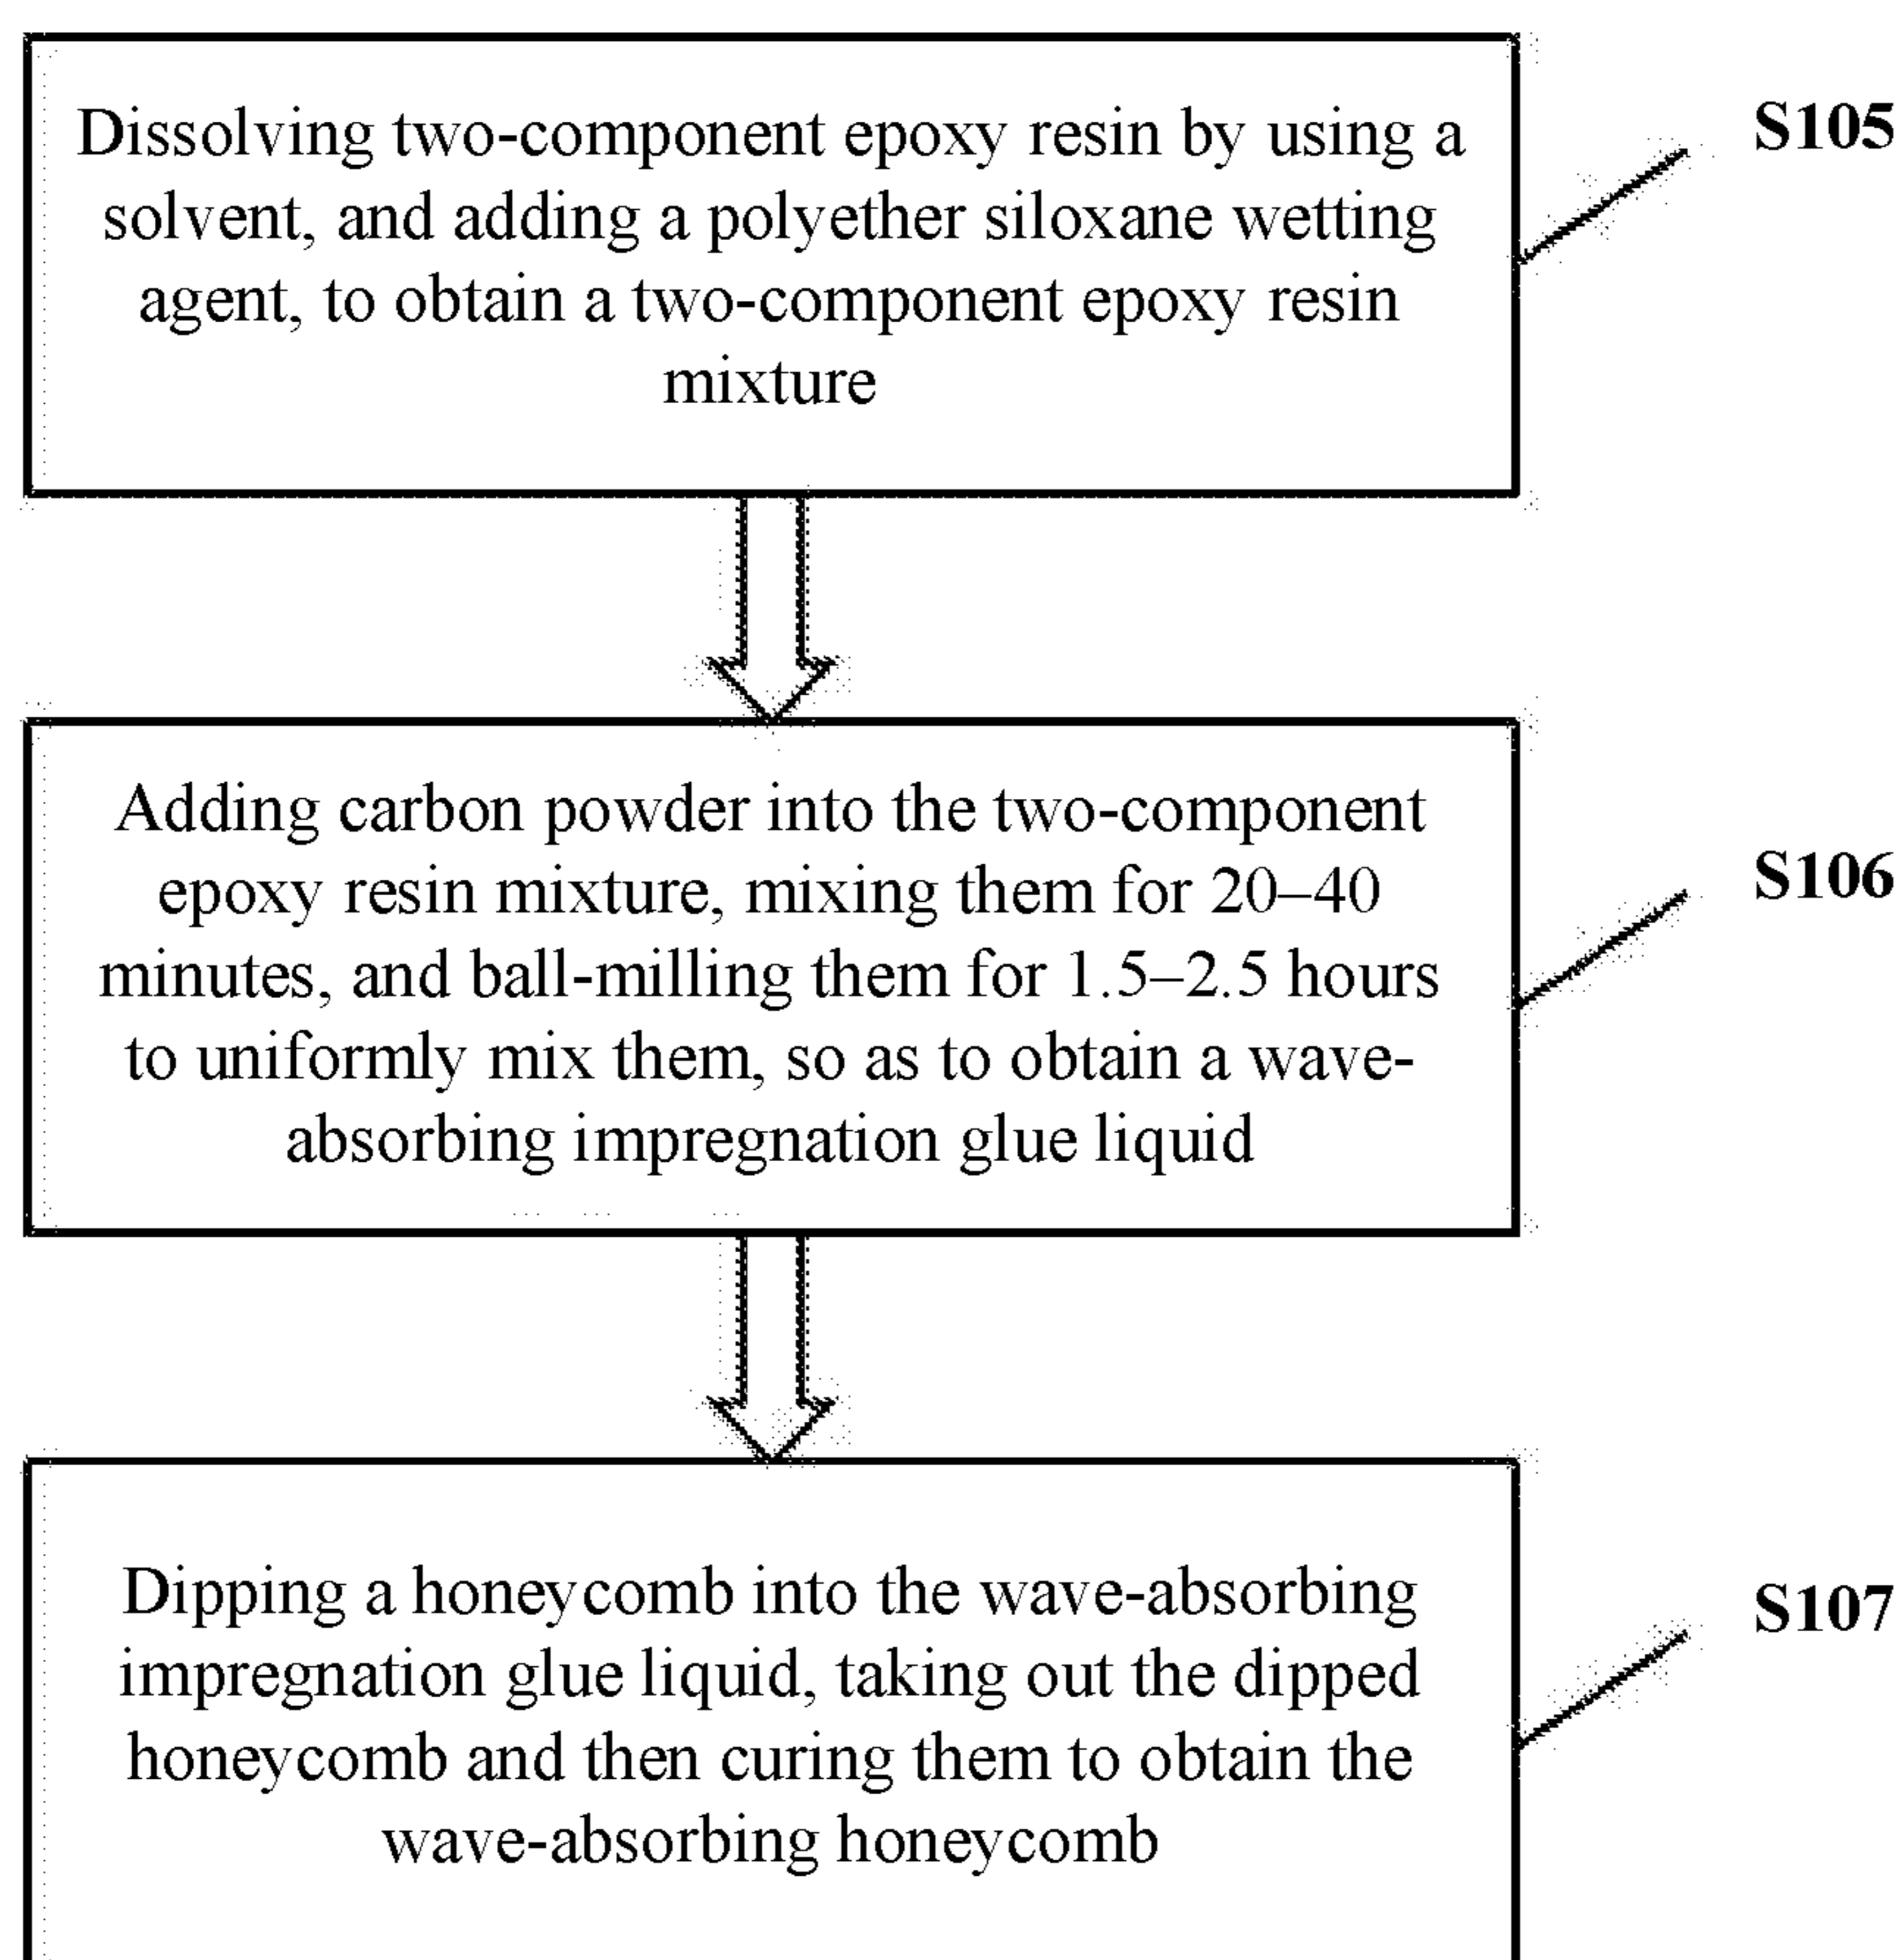 Dissolving two-component epoxy resin by using a
solvent, and adding a polyether siloxane wetting
agent, to obtain a two-component epoxy resin
mixture
S105
Adding carbon powder into the two-component
epoxy resin mixture, mixing them for 20–40
minutes, and ball-milling them for 1.5–2.5 hours
to uniformly mix them, so as to obtain a wave-
absorbing impregnation glue liquid
S106
Dipping a honeycomb into the wave-absorbing
impregnation glue liquid, taking out the dipped
honeycomb and then curing them to obtain the
wave-absorbing honeycomb
S107